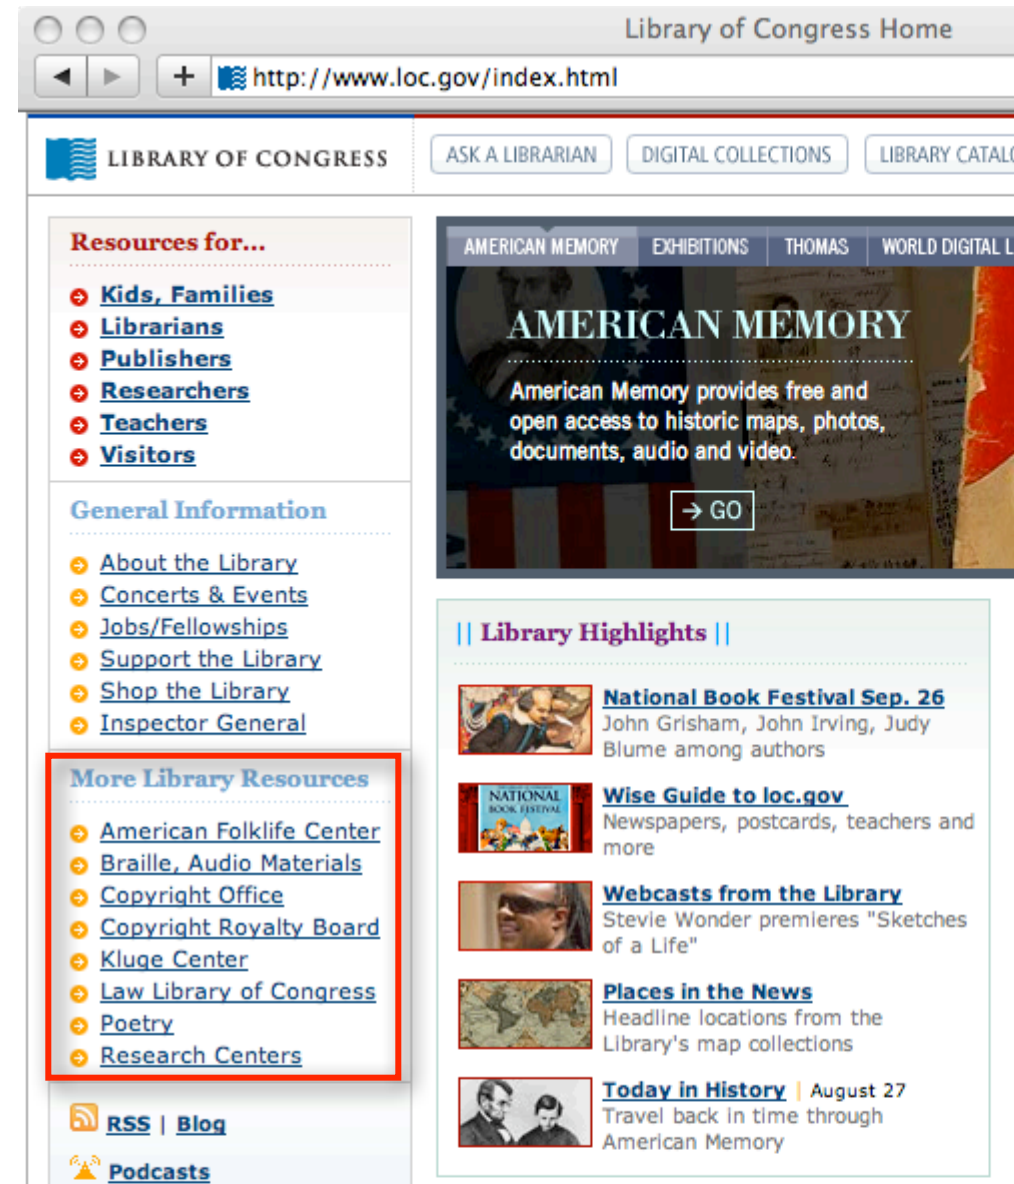 Library of Congress Home
http://www.loc.gov/index.html
LIBRARY OF CONGRESS
ASK A LIBRARIAN
DIGITAL COLLECTIONS
LIBRARY CATALO
Resources for...
Kids, Families
Librarians
Publishers
Researchers
Teachers
Visitors
General Information
About the Library
Concerts & Events
Jobs/Fellowships
Support the Library
Shop the Library
Inspector General
More Library Resources
American Folklife Center
Braille, Audio Materials
Copyright Office
Copyright Royalty Board
Kluge Center
Law Library of Congress
Poetry
Research Centers
RSS | Blog
Podcasts
AMERICAN MEMORY
EXHIBITIONS
THOMAS
WORLD DIGITAL L
AMERICAN MEMORY
American Memory provides free and
open access to historic maps, photos,
documents, audio and video.
→ GO
|| Library Highlights ||
National Book Festival Sep. 26
John Grisham, John Irving, Judy
Blume among authors
NATIONAL
BOOK FESTIVAL
Wise Guide to loc.gov
Newspapers, postcards, teachers and
more
Webcasts from the Library
Stevie Wonder premieres "Sketches
of a Life"
Places in the News
Headline locations from the
Library's map collections
Today in History | August 27
Travel back in time through
American Memory